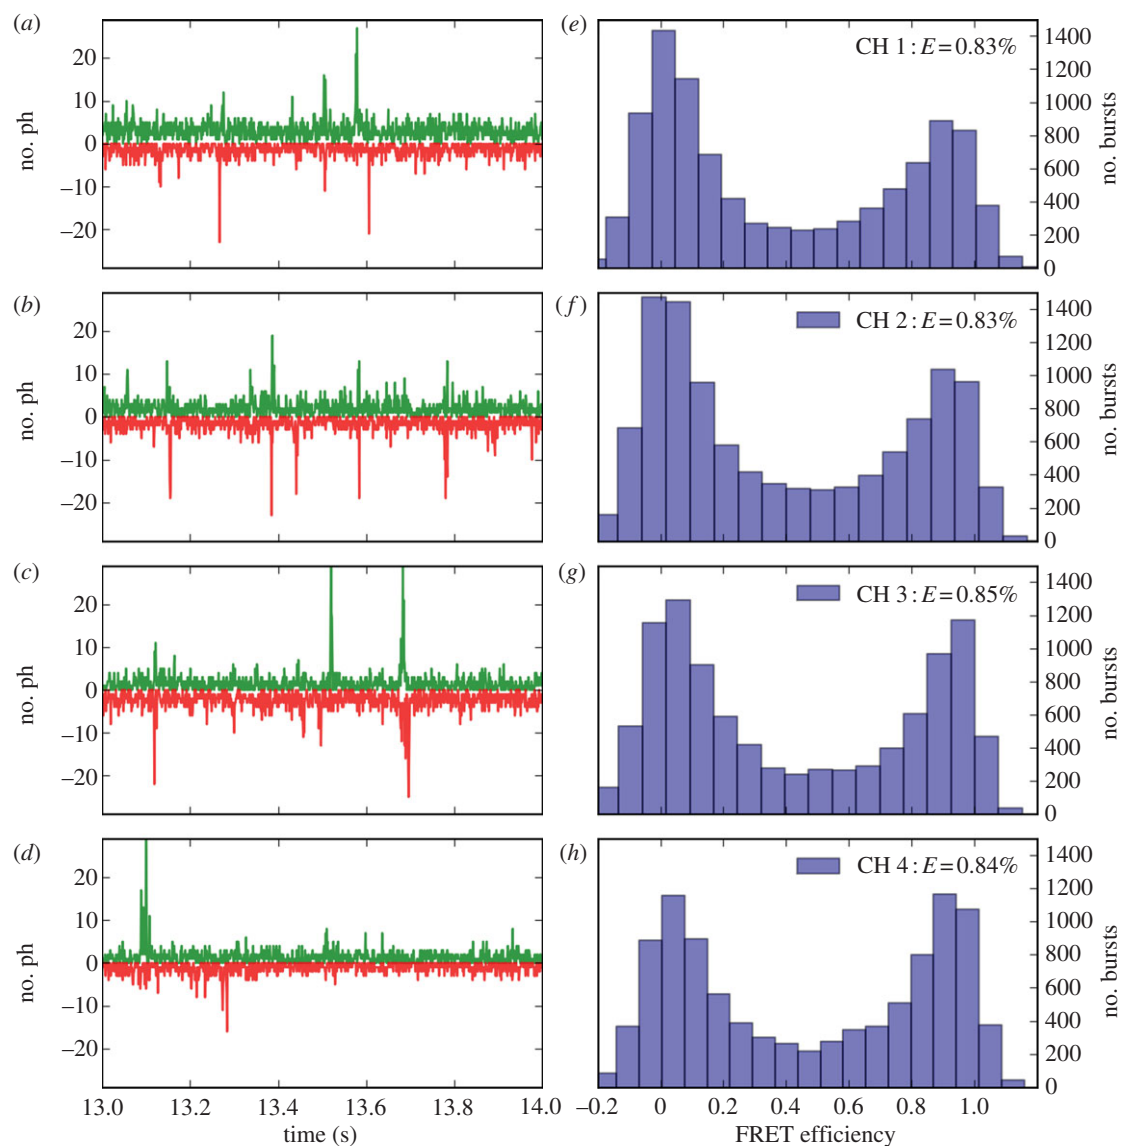 (a)
20
10
0
–10
–20
no. ph
(e)
CH 1 : E = 0.83%
1400
1200
1000
800
600
400
200
0
no. bursts
(b)
20
10
0
–10
–20
no. ph
(f)
CH 2 : E = 0.83%
1400
1200
1000
800
600
400
200
0
no. bursts
(c)
20
10
0
–10
–20
no. ph
(g)
CH 3 : E = 0.85%
1400
1200
1000
800
600
400
200
0
no. bursts
(d)
20
10
0
–10
–20
no. ph
(h)
CH 4 : E = 0.84%
1400
1200
1000
800
600
400
200
0
no. bursts
13.0 13.2 13.4 13.6 13.8 14.0
time (s)
–0.2 0 0.2 0.4 0.6 0.8 1.0
FRET efficiency